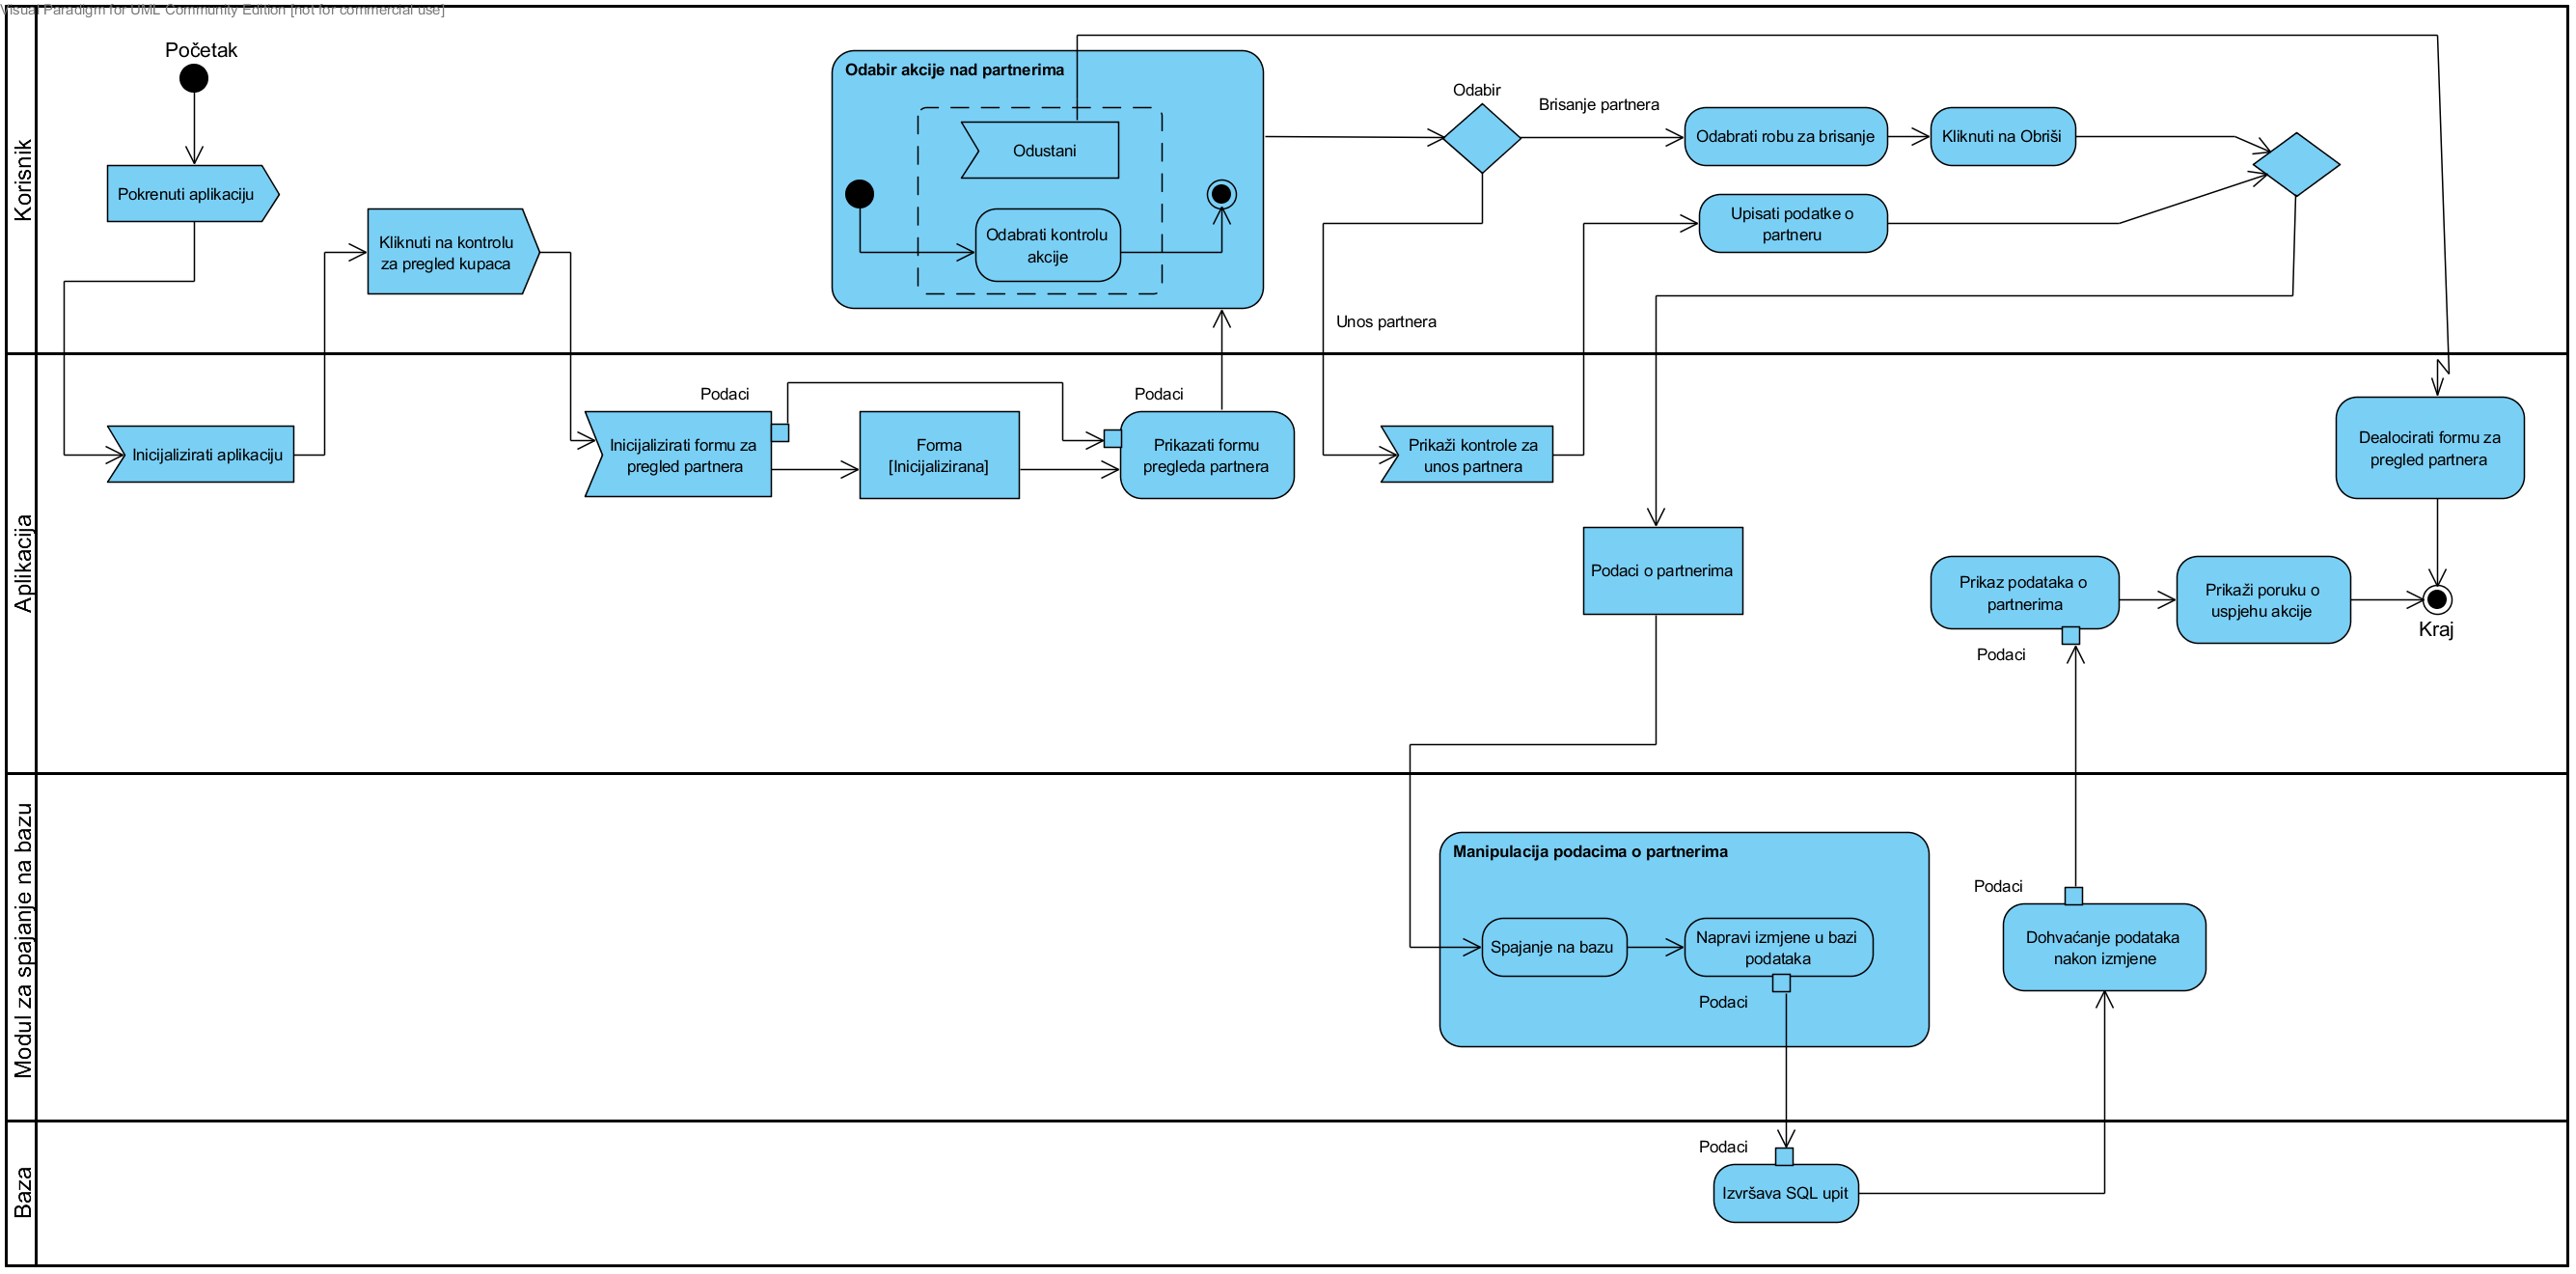 Visual Paradigm for UML Community Edition [not for commercial use]
Korisnik
Početak
Pokrenuti aplikaciju
Kliknuti na kontrolu
za pregled kupaca
Odabir akcije nad partnerima
Odustani
Odabrati kontrolu
akcije
Odabir
Brisanje partnera
Odabrati robu za brisanje
Kliknuti na Obriši
Upisati podatke o
partneru
Unos partnera
Aplikacija
Inicijalizirati aplikaciju
Podaci
Inicijalizirati formu za
pregled partnera
Forma
[Inicijalizirana]
Podaci
Prikazati formu
pregleda partnera
Prikaži kontrole za
unos partnera
Dealocirati formu za
pregled partnera
Podaci o partnerima
Prikaz podataka o
partnerima
Podaci
Prikaži poruku o
uspjehu akcije
Kraj
Modul za spajanje na bazu
Manipulacija podacima o partnerima
Spajanje na bazu
Napravi izmjene u bazi
podataka
Podaci
Podaci
Dohvaćanje podataka
nakon izmjene
Baza
Podaci
Izvršava SQL upit